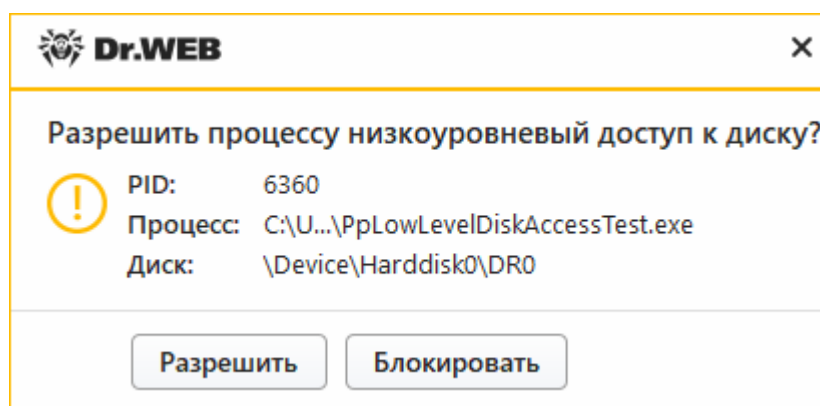 Dr.WEB
Разрешить процессу низкоуровневый доступ к диску?
PID: 6360
Процесс: C:\U...\PpLowLevelDiskAccessTest.exe
Диск: \Device\Harddisk0\DR0
Разрешить Блокировать